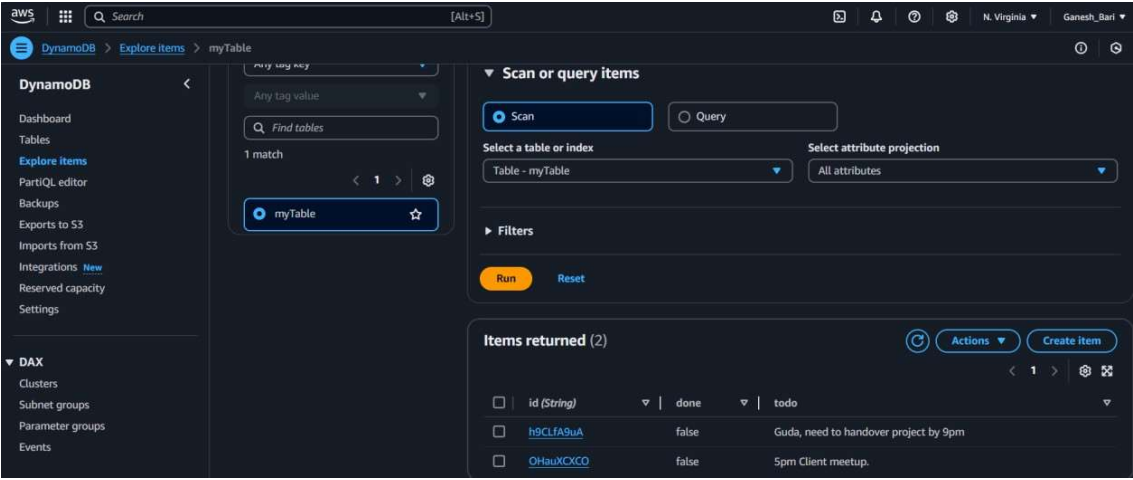 aws Search [Alt+S] N. Virginia ▼ Ganesh_Bari ▼
DynamoDB > Explore items > myTable
DynamoDB
Dashboard
Tables
Explore items
PartiQL editor
Backups
Exports to S3
Imports from S3
Integrations New
Reserved capacity
Settings
▼ DAX
Clusters
Subnet groups
Parameter groups
Events
Any tag key
Any tag value
Find tables
1 match
< 1 >
myTable
▼ Scan or query items
Scan Query
Select a table or index Select attribute projection
Table - myTable All attributes
▶ Filters
Run Reset
Items returned (2) Actions ▼ Create item
< 1 >
id (String) done todo
h9CLfA9uA false Guda, need to handover project by 9pm
OHauXCXCO false 5pm Client meetup.